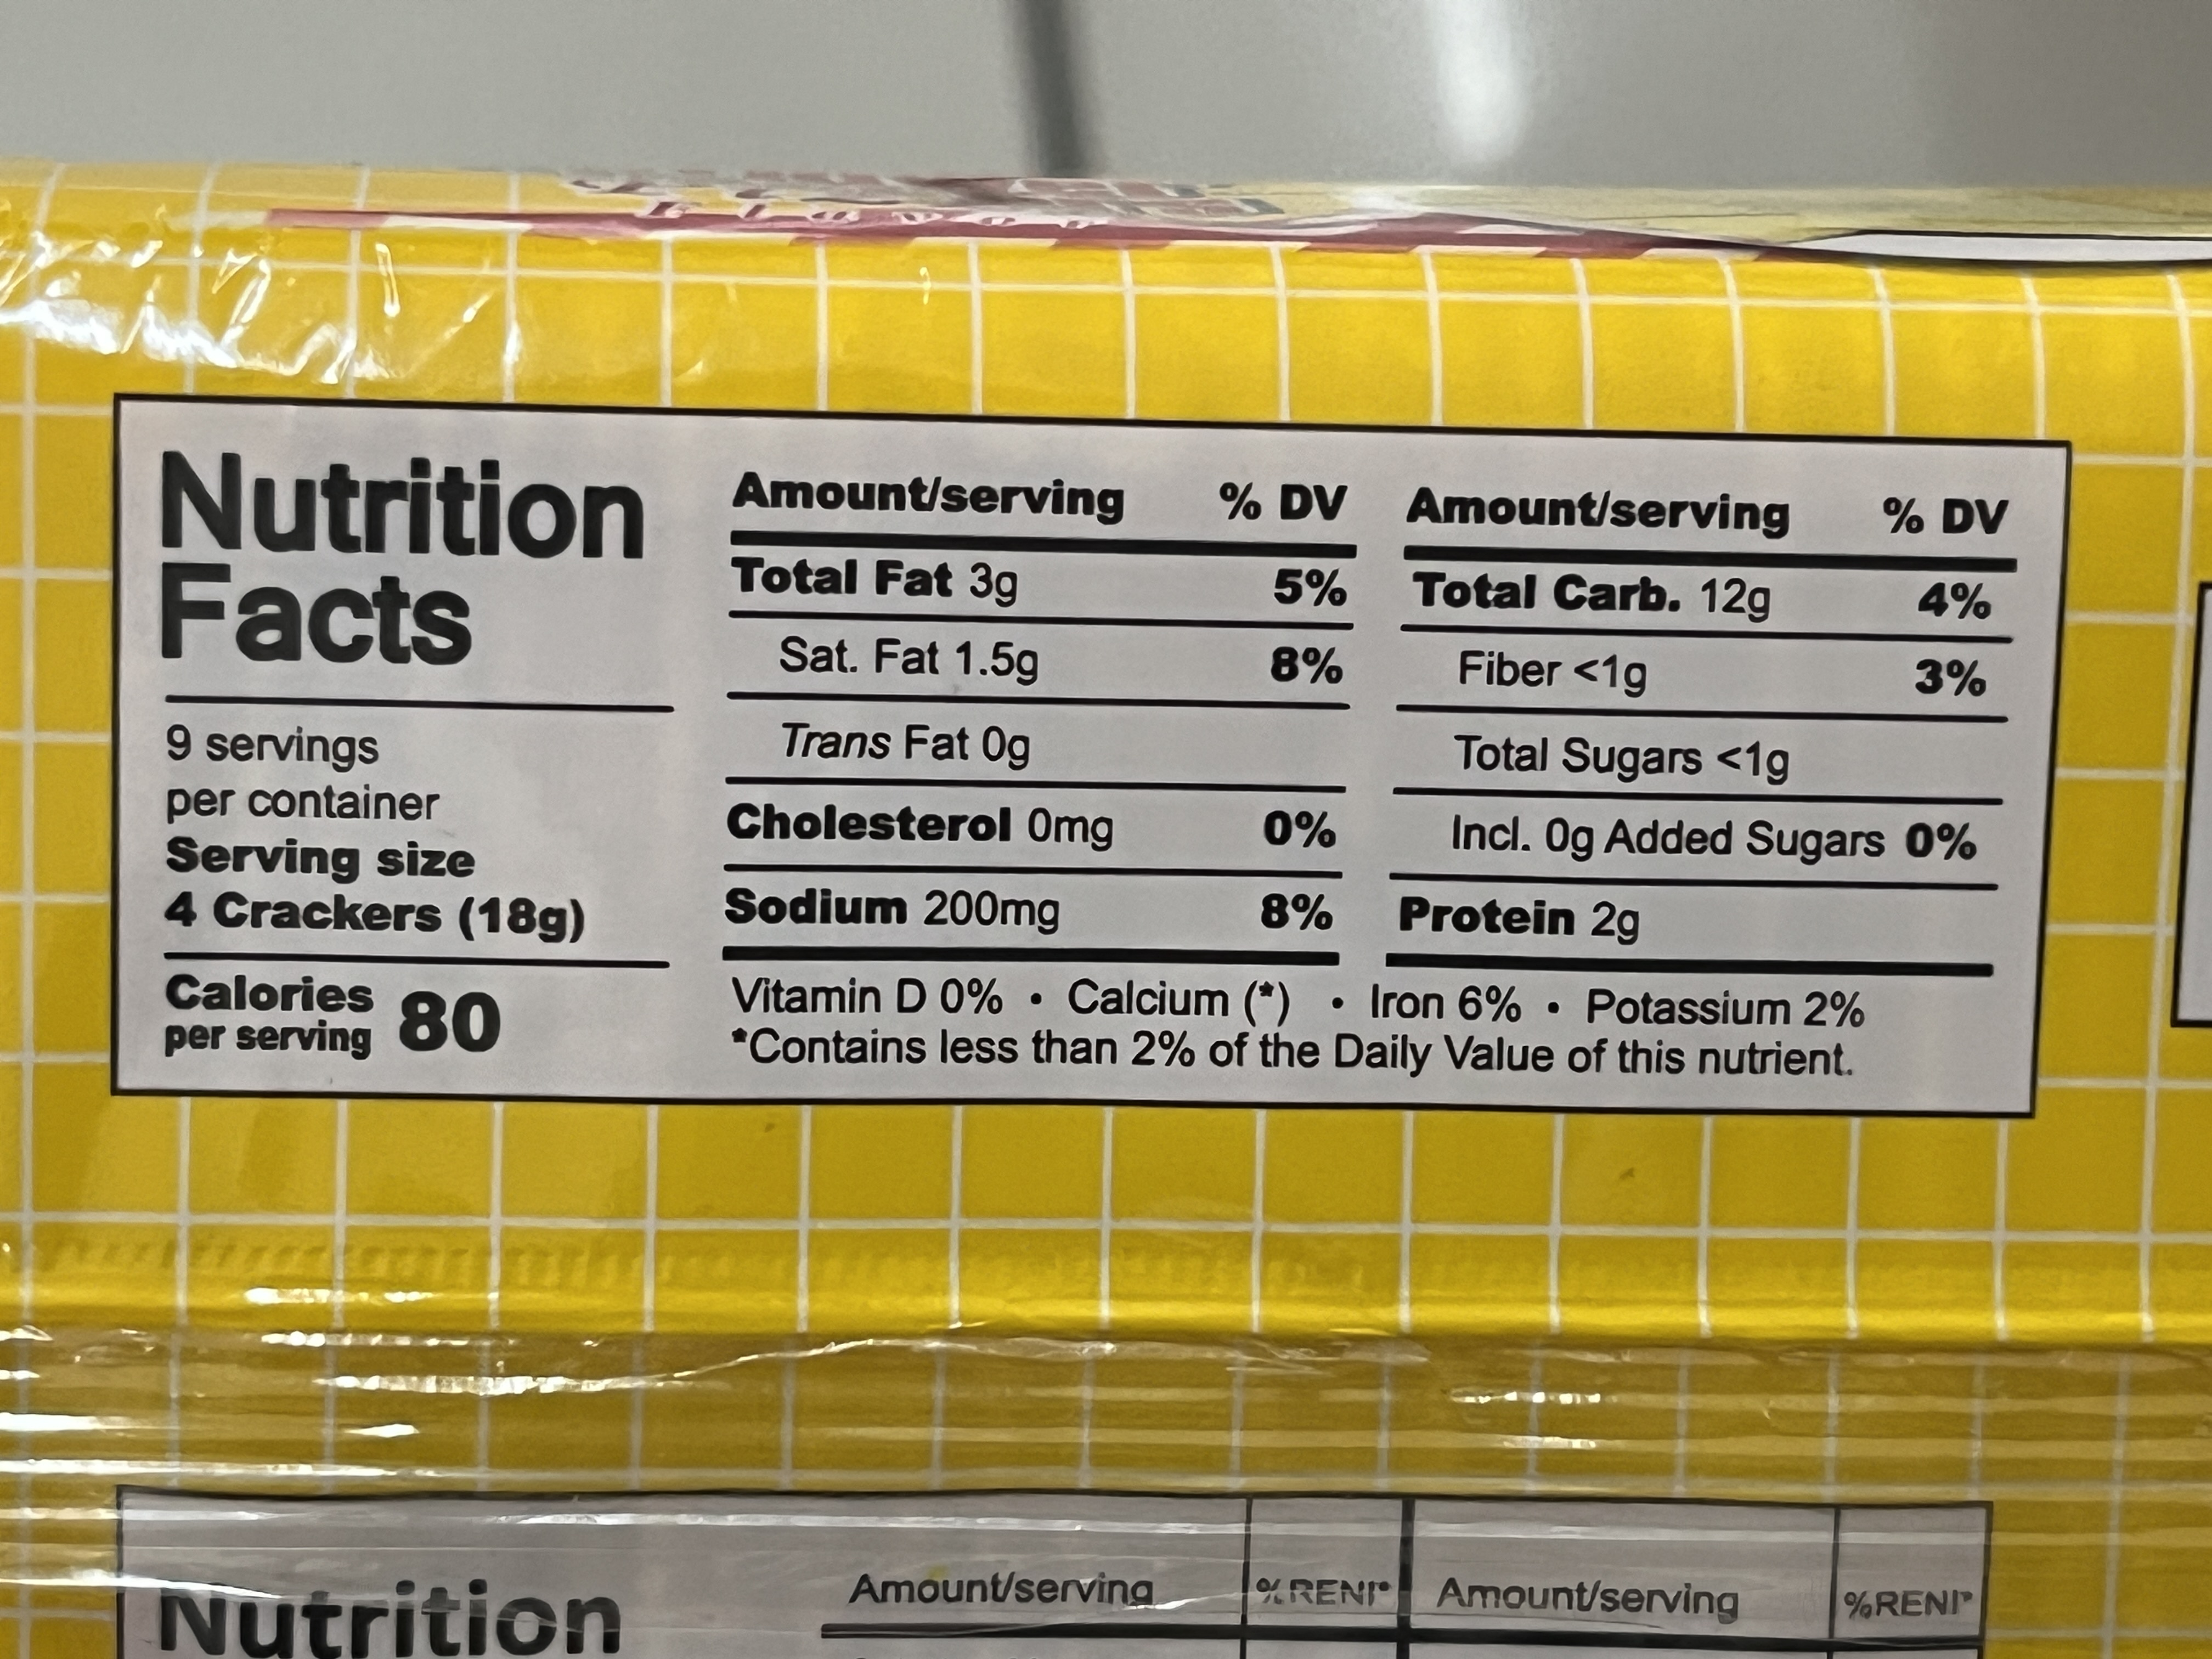 Nutrition
Facts
9 servings
per container
Serving size
4 Crackers (18g)
Calories
per serving
80
Amount/serving % DV
Total Fat 3g 5%
Sat. Fat 1.5g 8%
Trans Fat 0g
Cholesterol 0mg 0%
Sodium 200mg 8%
Amount/serving % DV
Total Carb. 12g 4%
Fiber <1g 3%
Total Sugars <1g
Incl. 0g Added Sugars 0%
Protein 2g
Vitamin D 0% • Calcium (*) • Iron 6% • Potassium 2%
*Contains less than 2% of the Daily Value of this nutrient.
Nutrition
Amount/serving %RENI* Amount/serving %RENI*